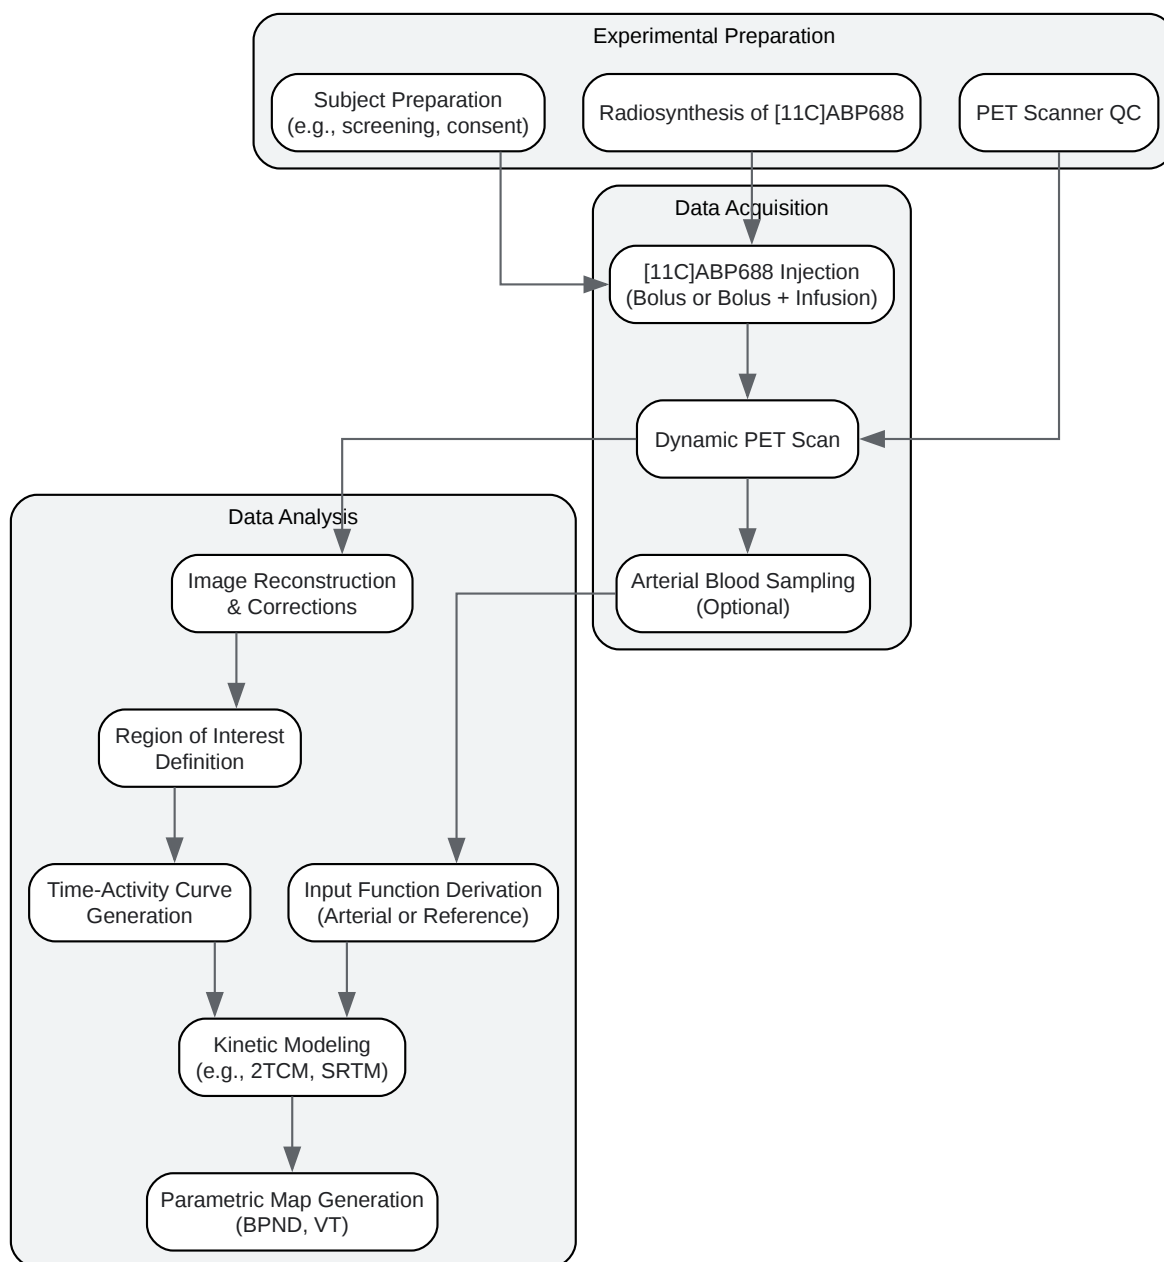 Experimental Preparation
Subject Preparation
(e.g., screening, consent)
Radiosynthesis of [11C]ABP688
PET Scanner QC
Data Acquisition
[11C]ABP688 Injection
(Bolus or Bolus + Infusion)
Dynamic PET Scan
Data Analysis
Image Reconstruction
& Corrections
Arterial Blood Sampling
(Optional)
Region of Interest
Definition
Time-Activity Curve
Generation
Input Function Derivation
(Arterial or Reference)
Kinetic Modeling
(e.g., 2TCM, SRTM)
Parametric Map Generation
(BPND, VT)